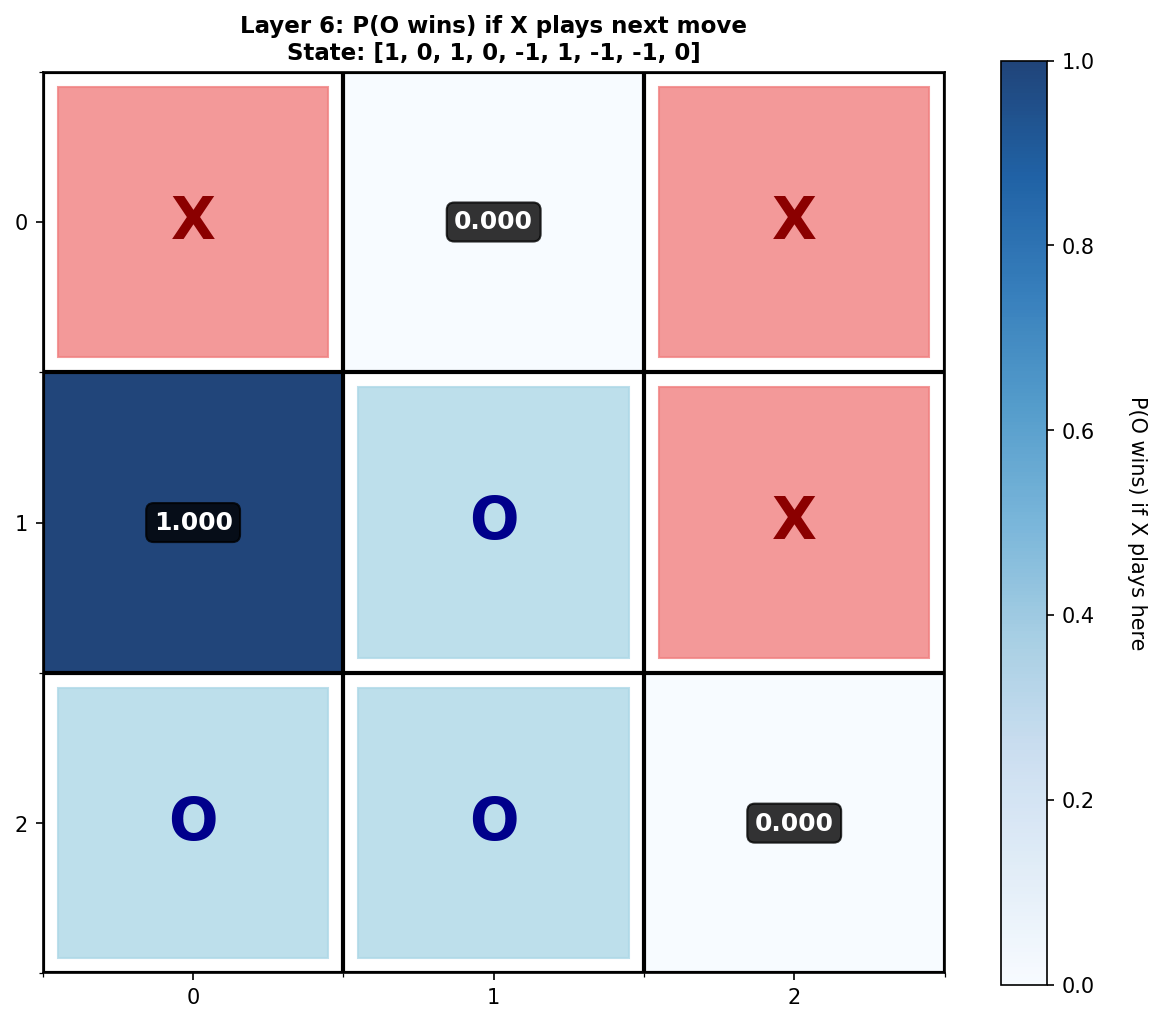 Layer 6: P(O wins) if X plays next move
State: [1, 0, 1, 0, -1, 1, -1, -1, 0]
X
0.000
X
1.000
O
X
O
O
0.000
0
1
2
0
1
2
1.0
0.8
0.6
0.4
0.2
0.0
P(O wins) if X plays here